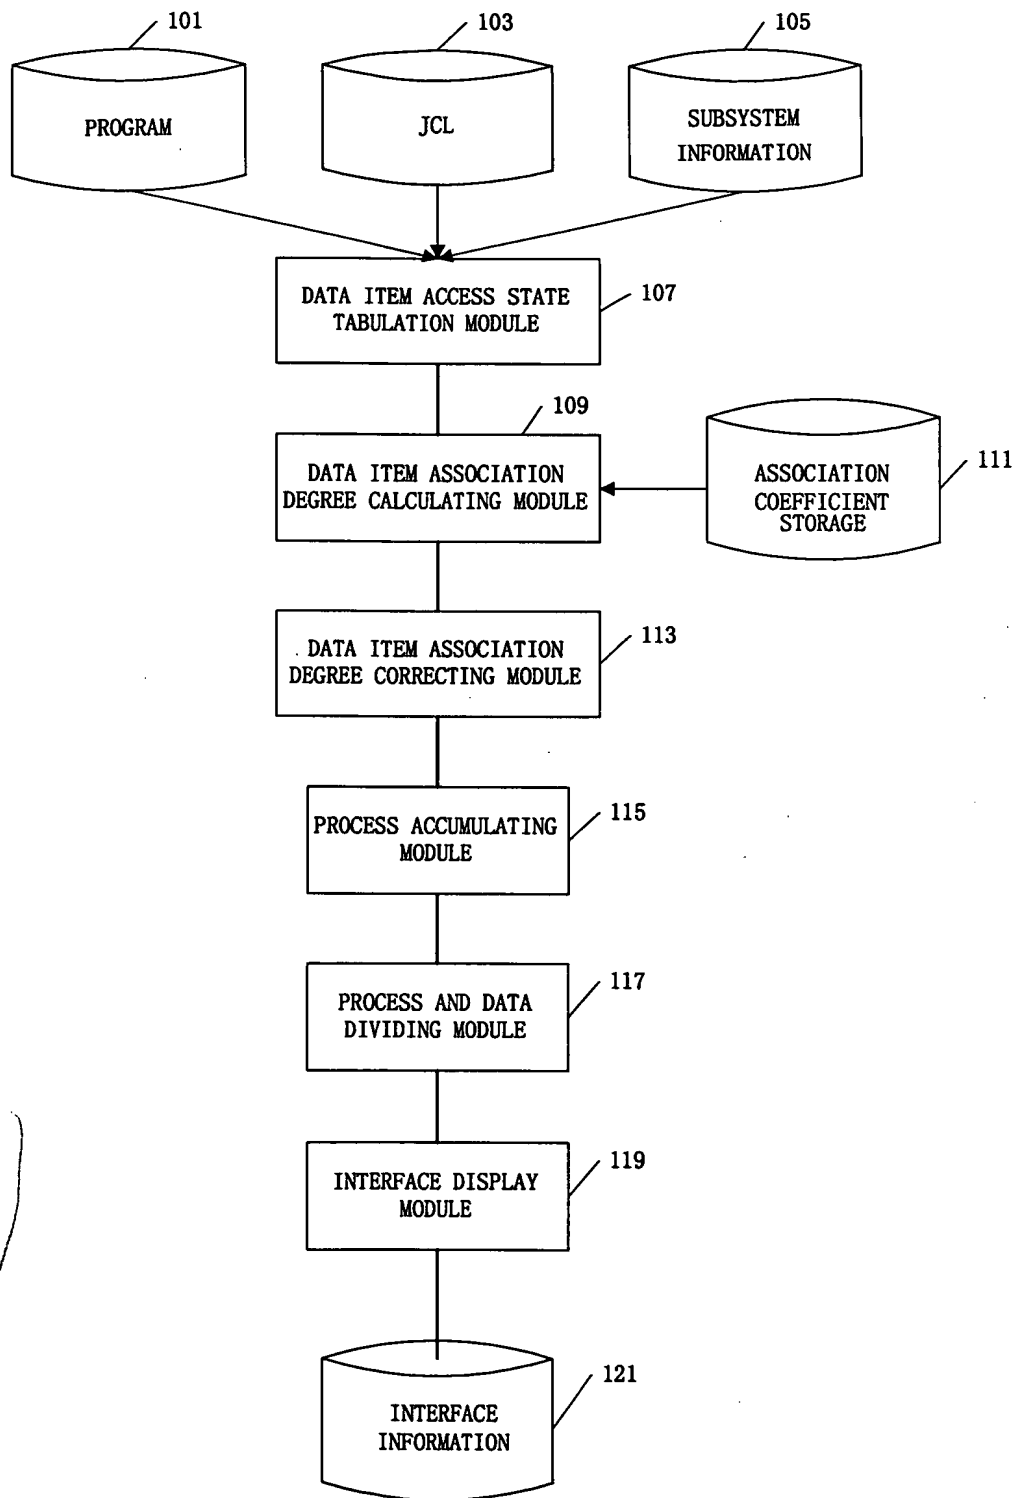 101
103
105
PROGRAM
JCL
SUBSYSTEM
INFORMATION
DATA ITEM ACCESS STATE
TABULATION MODULE
107
109
DATA ITEM ASSOCIATION
DEGREE CALCULATING MODULE
ASSOCIATION
COEFFICIENT
STORAGE
111
DATA ITEM ASSOCIATION
DEGREE CORRECTING MODULE
113
PROCESS ACCUMULATING
MODULE
115
PROCESS AND DATA
DIVIDING MODULE
117
INTERFACE DISPLAY
MODULE
119
INTERFACE
INFORMATION
121